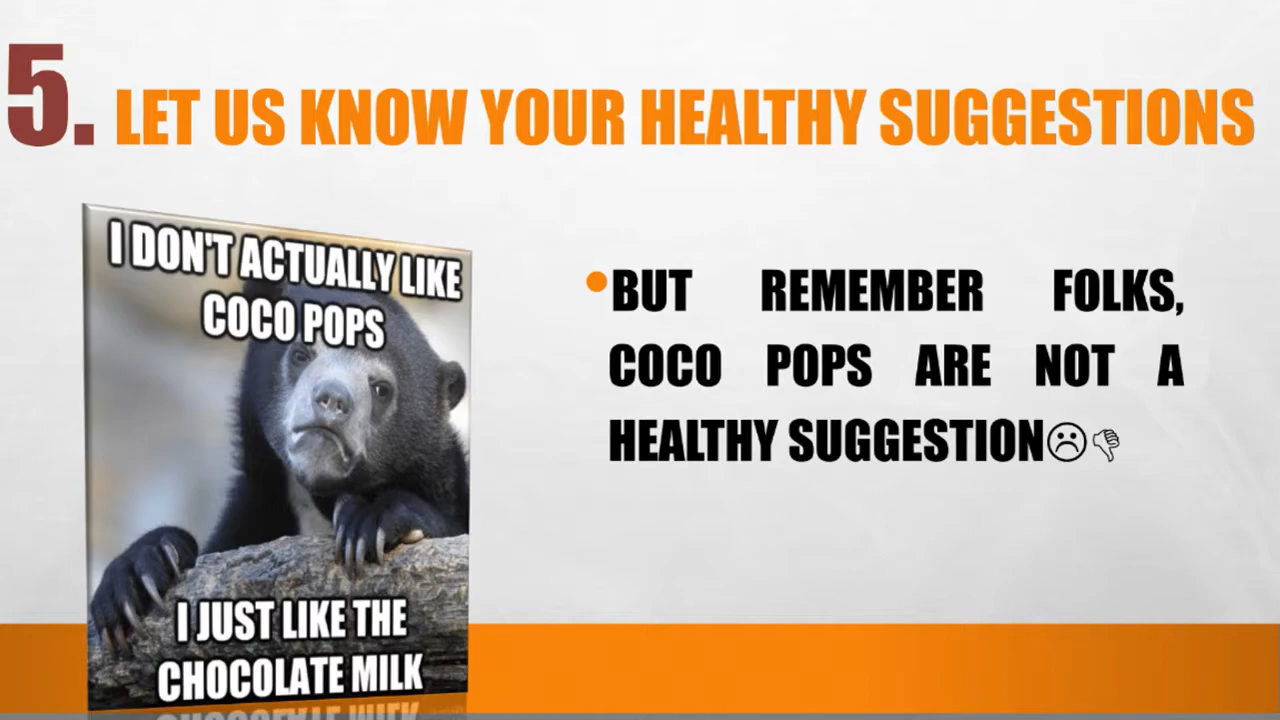 5. LET US KNOW YOUR HEALTHY SUGGESTIONS
I DON'T ACTUALLY LIKE
COCO POPS
I JUST LIKE THE
CHOCOLATE MILK
BUT REMEMBER FOLKS,
COCO POPS ARE NOT A
HEALTHY SUGGESTION☹👎